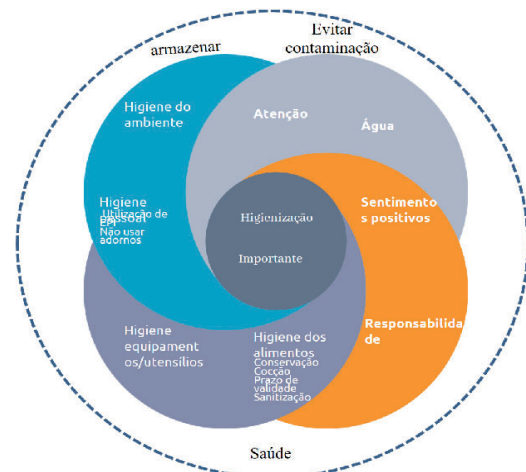 armazenar
Evitar
contaminação
Higiene do
ambiente
Atenção
Água
Higiene
pessoal
Utilização de
EPI
Não usar
adornos
Higienização
Importante
Sentimento
s positivos
Higiene
equipament
os/utensílios
Higiene dos
alimentos
Conservação
Cocção
Prazo de
validade
Sanitização
Responsabilida
de
Saúde